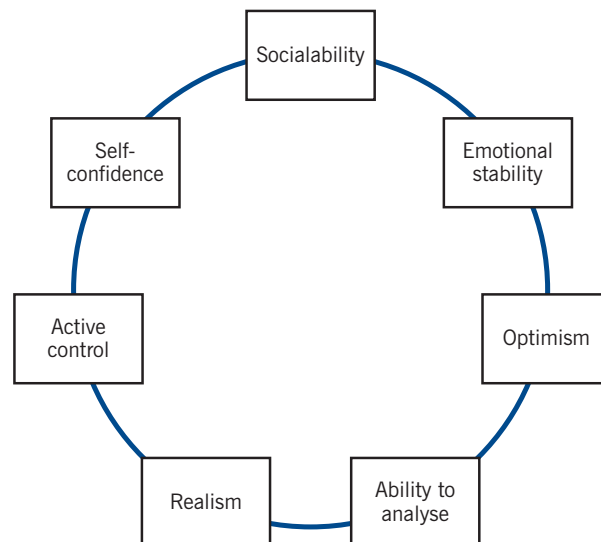 Socialability
Self-
confidence
Emotional
stability
Active
control
Optimism
Realism
Ability to
analyse